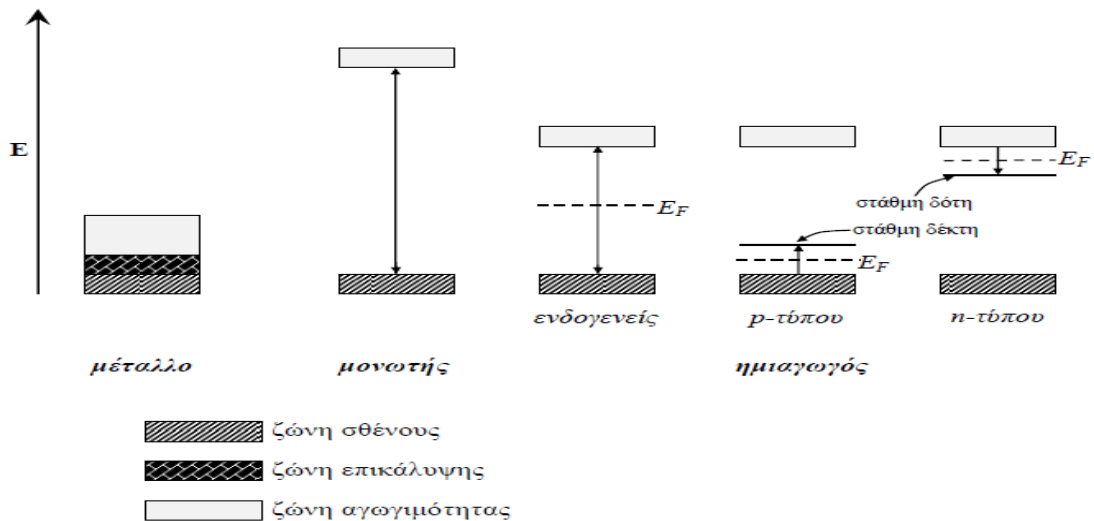 E
E_F
E_F
στάθμη δότη
στάθμη δέκτη
E_F
ενδογενείς
p-τύπου
n-τύπου
μέταλλο
μονωτής
ημιαγωγός
ζώνη σθένους
ζώνη επικάλυψης
ζώνη αγωγιμότητας